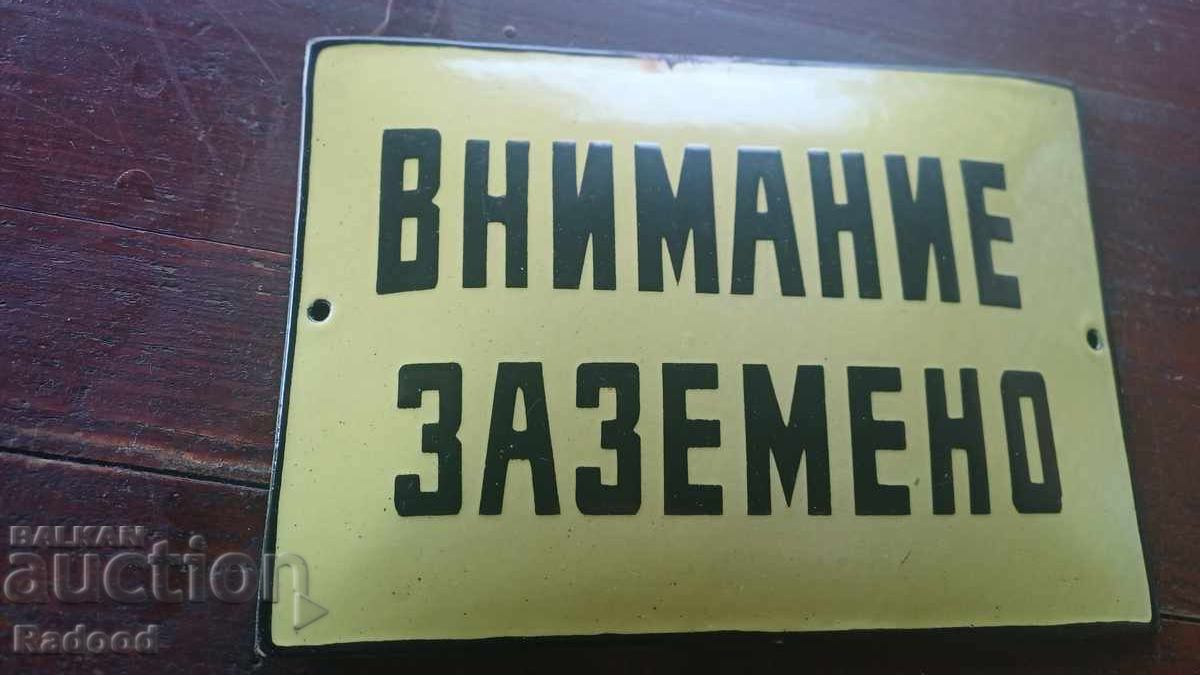 ВНИМАНИЕ
ЗАЗЕМЕНО
BALKAN
auction
Radood